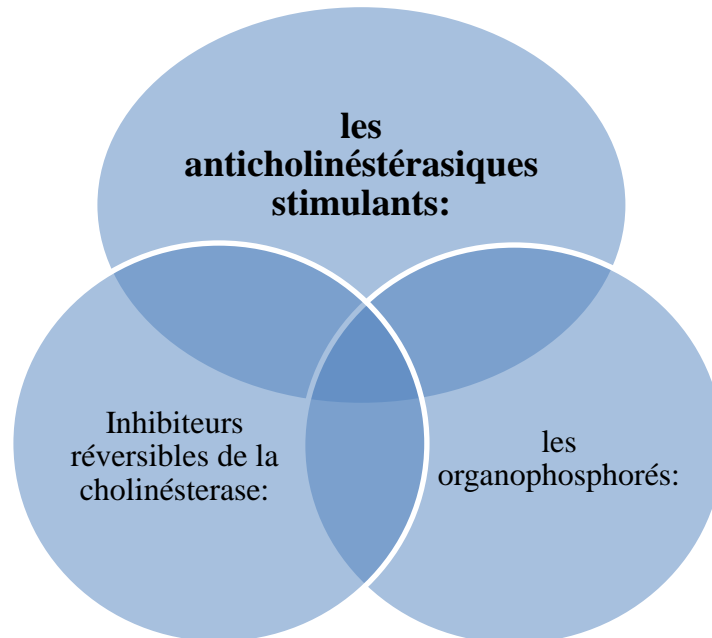 les
anticholinéstérasiques
stimulants:
Inhibiteurs
réversibles de la
cholinésterase:
les
organophosphorés: